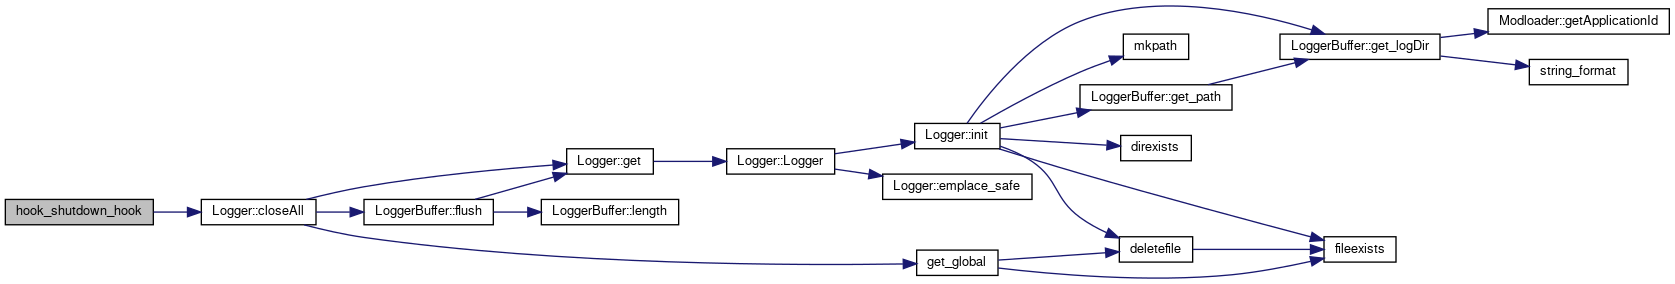 hook_shutdown_hook
Logger::closeAll
Logger::get
LoggerBuffer::flush
LoggerBuffer::length
Logger::Logger
Logger::init
Logger::emplace_safe
get_global
mkpath
LoggerBuffer::get_path
direxists
deletefile
LoggerBuffer::get_logDir
fileexists
Modloader::getApplicationId
string_format